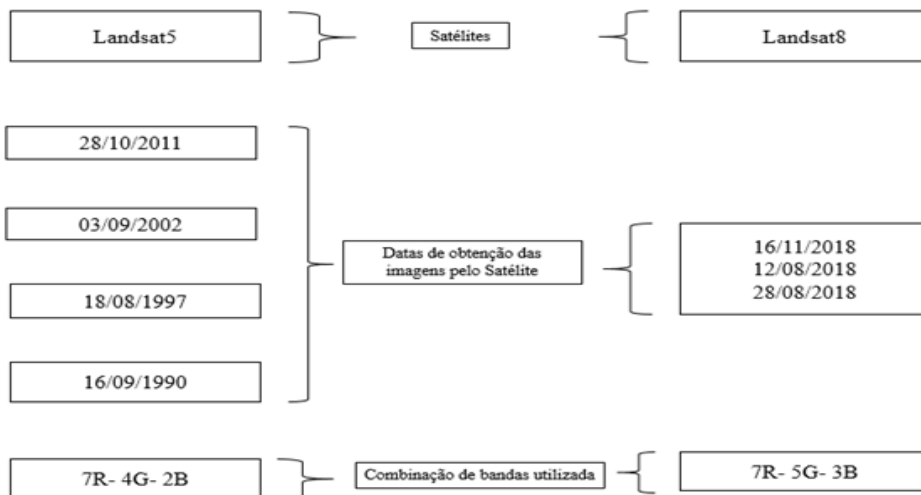 Landsat5
Satélites
Landsat8
28/10/2011
03/09/2002
18/08/1997
16/09/1990
Datas de obtenção das
imagens pelo Satélite
16/11/2018
12/08/2018
28/08/2018
7R- 4G- 2B
Combinação de bandas utilizada
7R- 5G- 3B